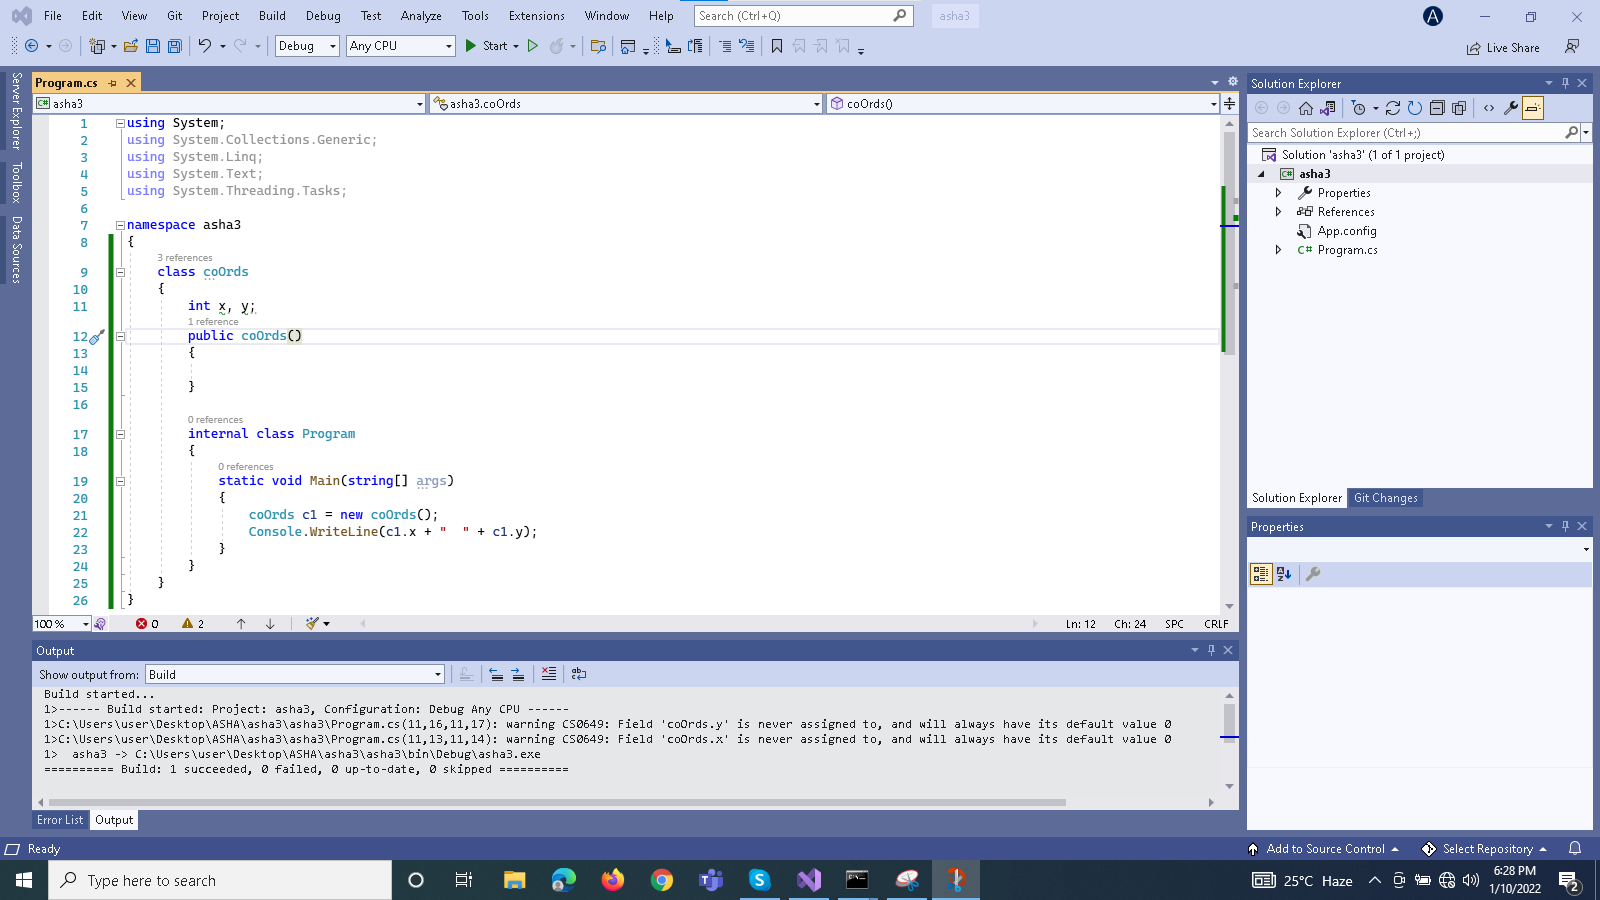 File Edit View Git Project Build Debug Test Analyze Tools Extensions Window Help Search (Ctrl+Q) asha3 A
Debug Any CPU Start Live Share
Server Explorer
Toolbox
Data Sources
Program.cs
asha3 asha3.coOrds coOrds()
1 using System;
2 using System.Collections.Generic;
3 using System.Linq;
4 using System.Text;
5 using System.Threading.Tasks;
6
7 namespace asha3
8 {
3 references
9 class coOrds
10 {
11 int x, y;
1 reference
12 public coOrds()
13 {
14
15 }
16
0 references
17 internal class Program
18 {
0 references
19 static void Main(string[] args)
20 {
21 coOrds c1 = new coOrds();
22 Console.WriteLine(c1.x + "  " + c1.y);
23 }
24 }
25 }
26 }
100 % 0 2 Ln: 12 Ch: 24 SPC CRLF
Output
Show output from: Build
Build started...
1>------ Build started: Project: asha3, Configuration: Debug Any CPU ------
1>C:\Users\user\Desktop\ASHA\asha3\asha3\Program.cs(11,16,11,17): warning CS0649: Field 'coOrds.y' is never assigned to, and will always have its default value 0
1>C:\Users\user\Desktop\ASHA\asha3\asha3\Program.cs(11,13,11,14): warning CS0649: Field 'coOrds.x' is never assigned to, and will always have its default value 0
1>  asha3 -> C:\Users\user\Desktop\ASHA\asha3\asha3\bin\Debug\asha3.exe
========== Build: 1 succeeded, 0 failed, 0 up-to-date, 0 skipped ==========
Error List Output
Solution Explorer
Search Solution Explorer (Ctrl+;)
Solution 'asha3' (1 of 1 project)
C# asha3
Properties
References
App.config
C# Program.cs
Solution Explorer Git Changes
Properties
Ready Add to Source Control Select Repository
Type here to search 25°C Haze 6:28 PM
1/10/2022 2